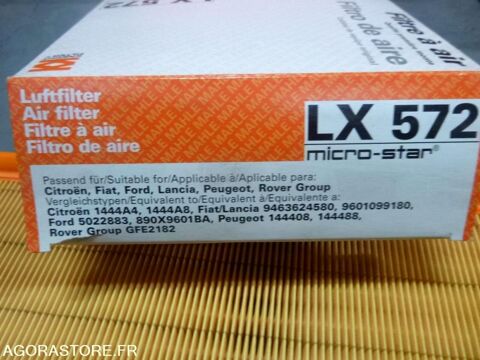 LX 572
Filtro de aire
Filtre à air
Luftfilter
Air filter
Filtre à air
Filtro de aire
LX 572
micro-star®
Passend für/Suitable for/Applicable à/Aplicable para:
Citroën, Fiat, Ford, Lancia, Peugeot, Rover Group
Vergleichstypen/Equivalent to/Equivalent à/Equivalente a:
Citroën 1444A4, 1444A8, Fiat/Lancia 9463624580, 9601099180,
Ford 5022883, 890X9601BA, Peugeot 144408, 144488,
Rover Group GFE2182
AGORASTORE.FR